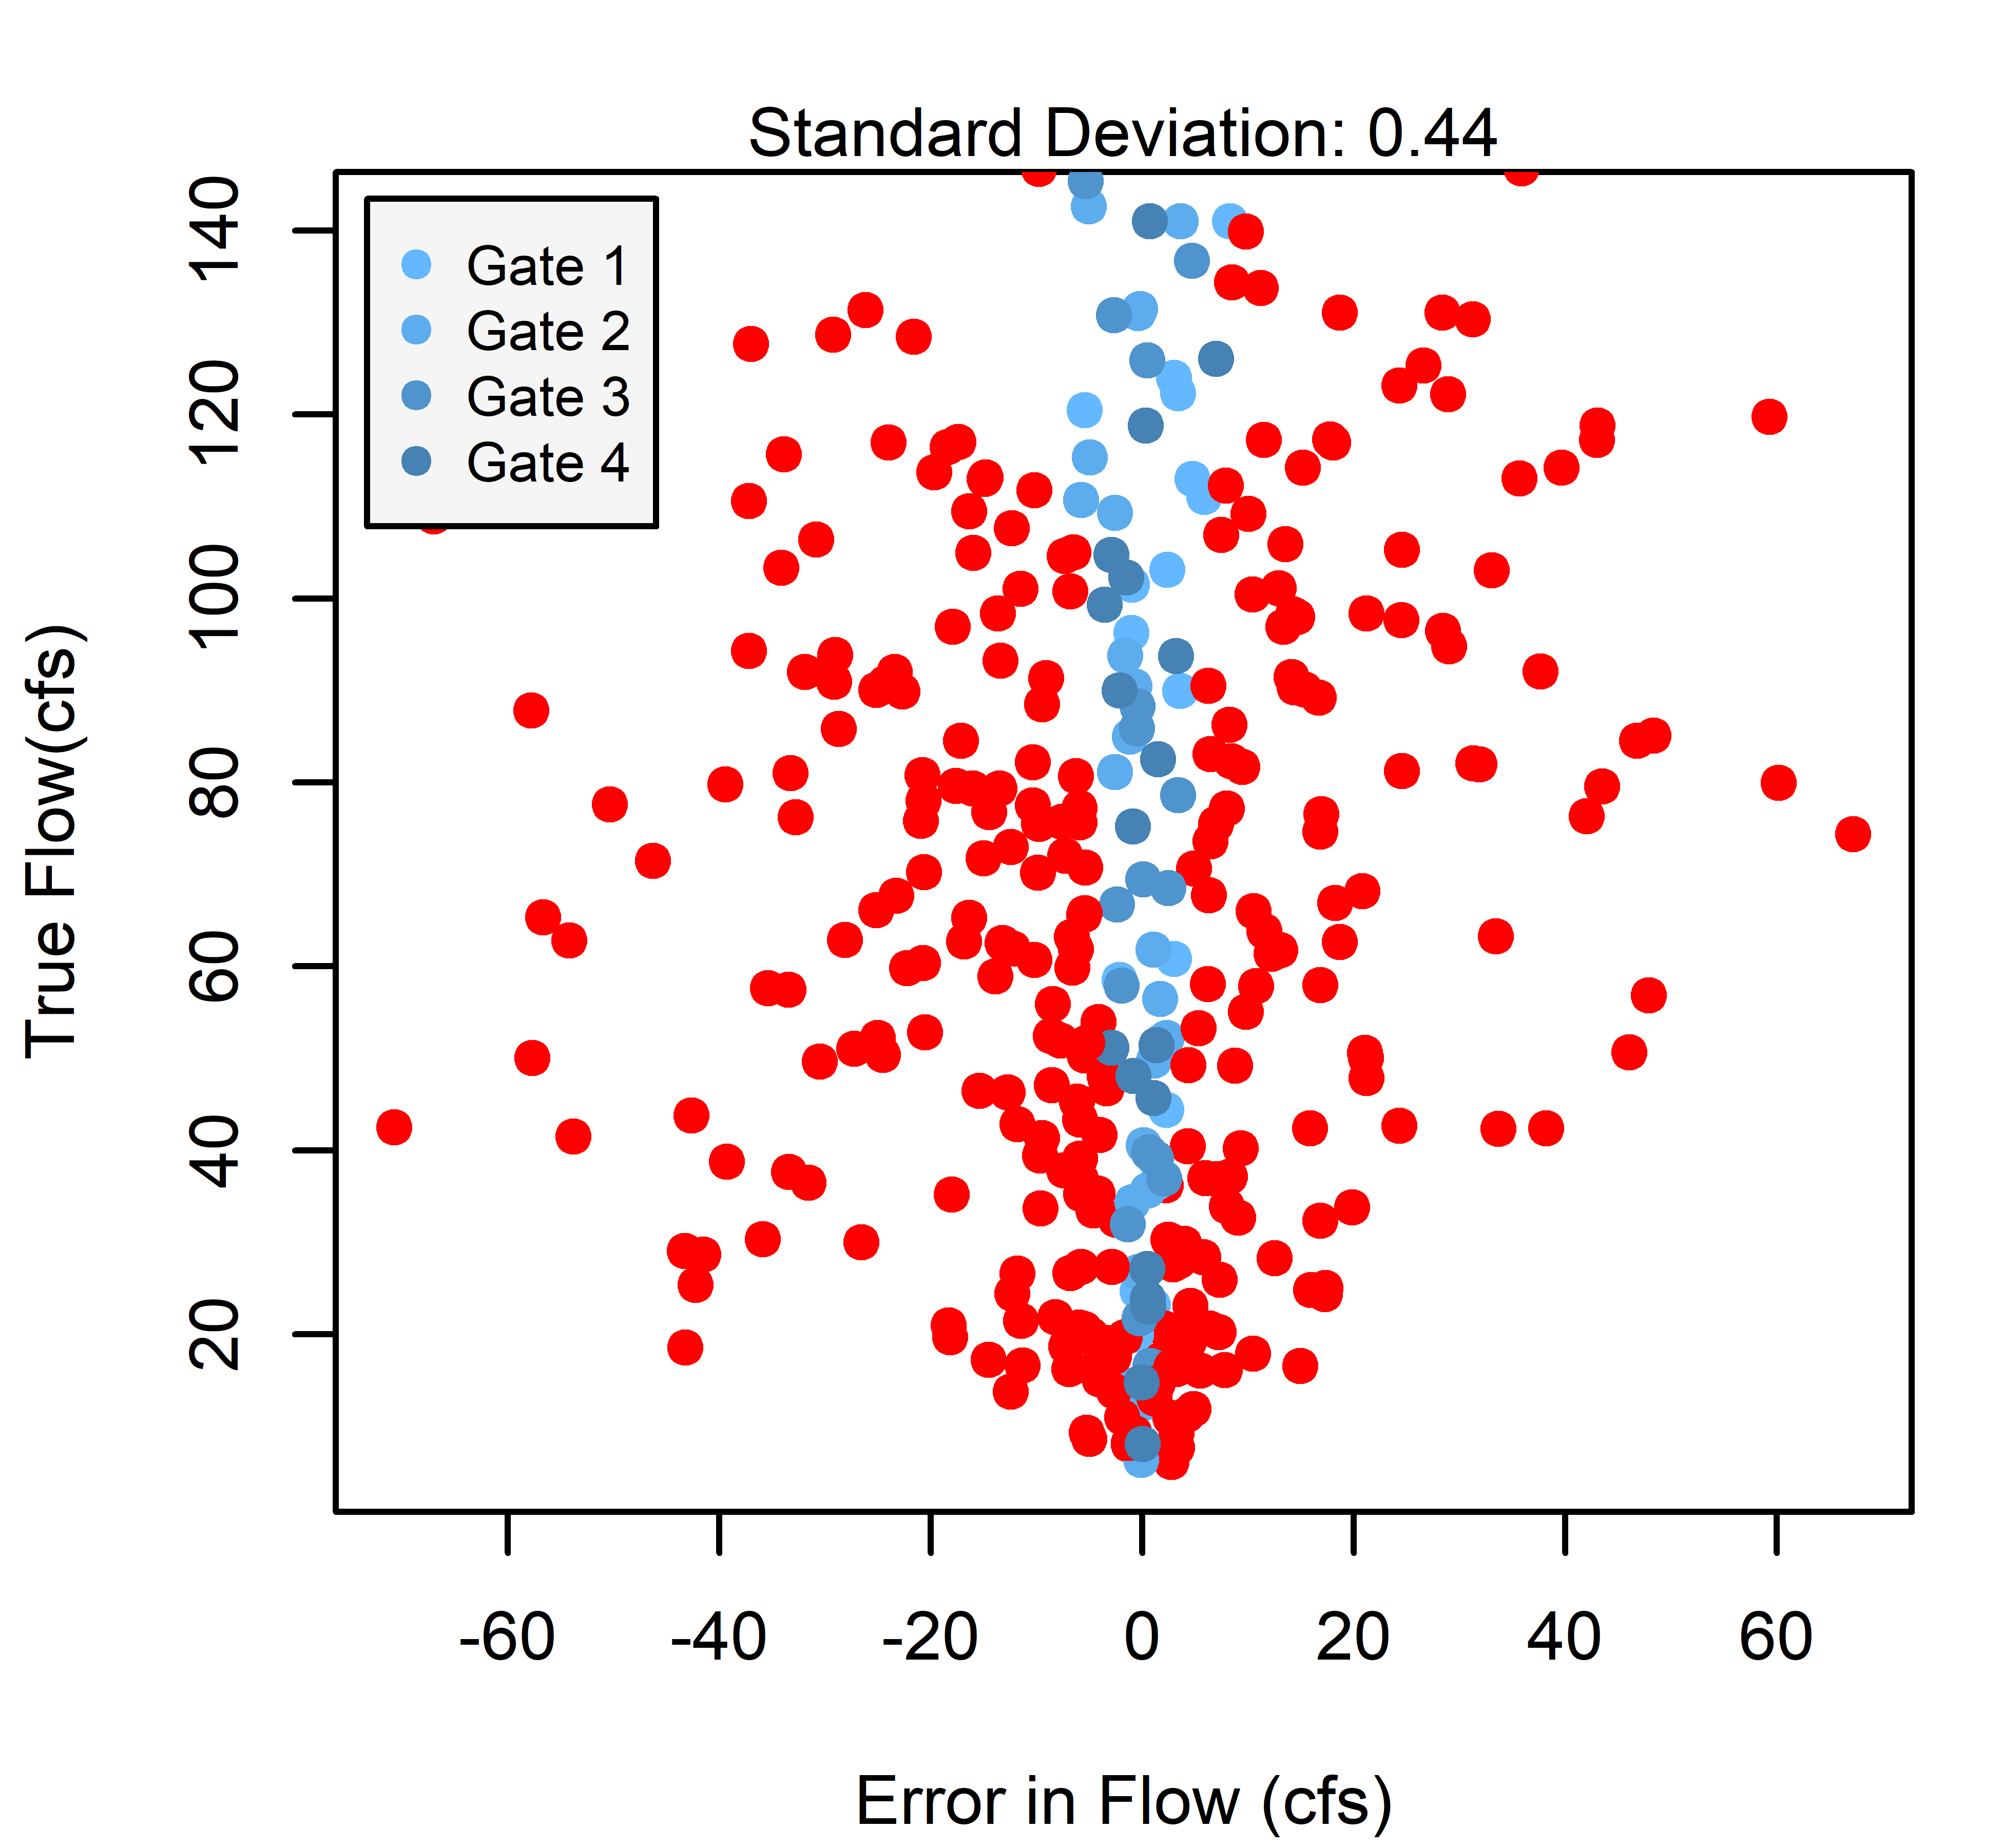 Standard Deviation: 0.44
Gate 1
Gate 2
Gate 3
Gate 4
True Flow(cfs)
140
120
100
80
60
40
20
-60 -40 -20 0 20 40 60
Error in Flow (cfs)